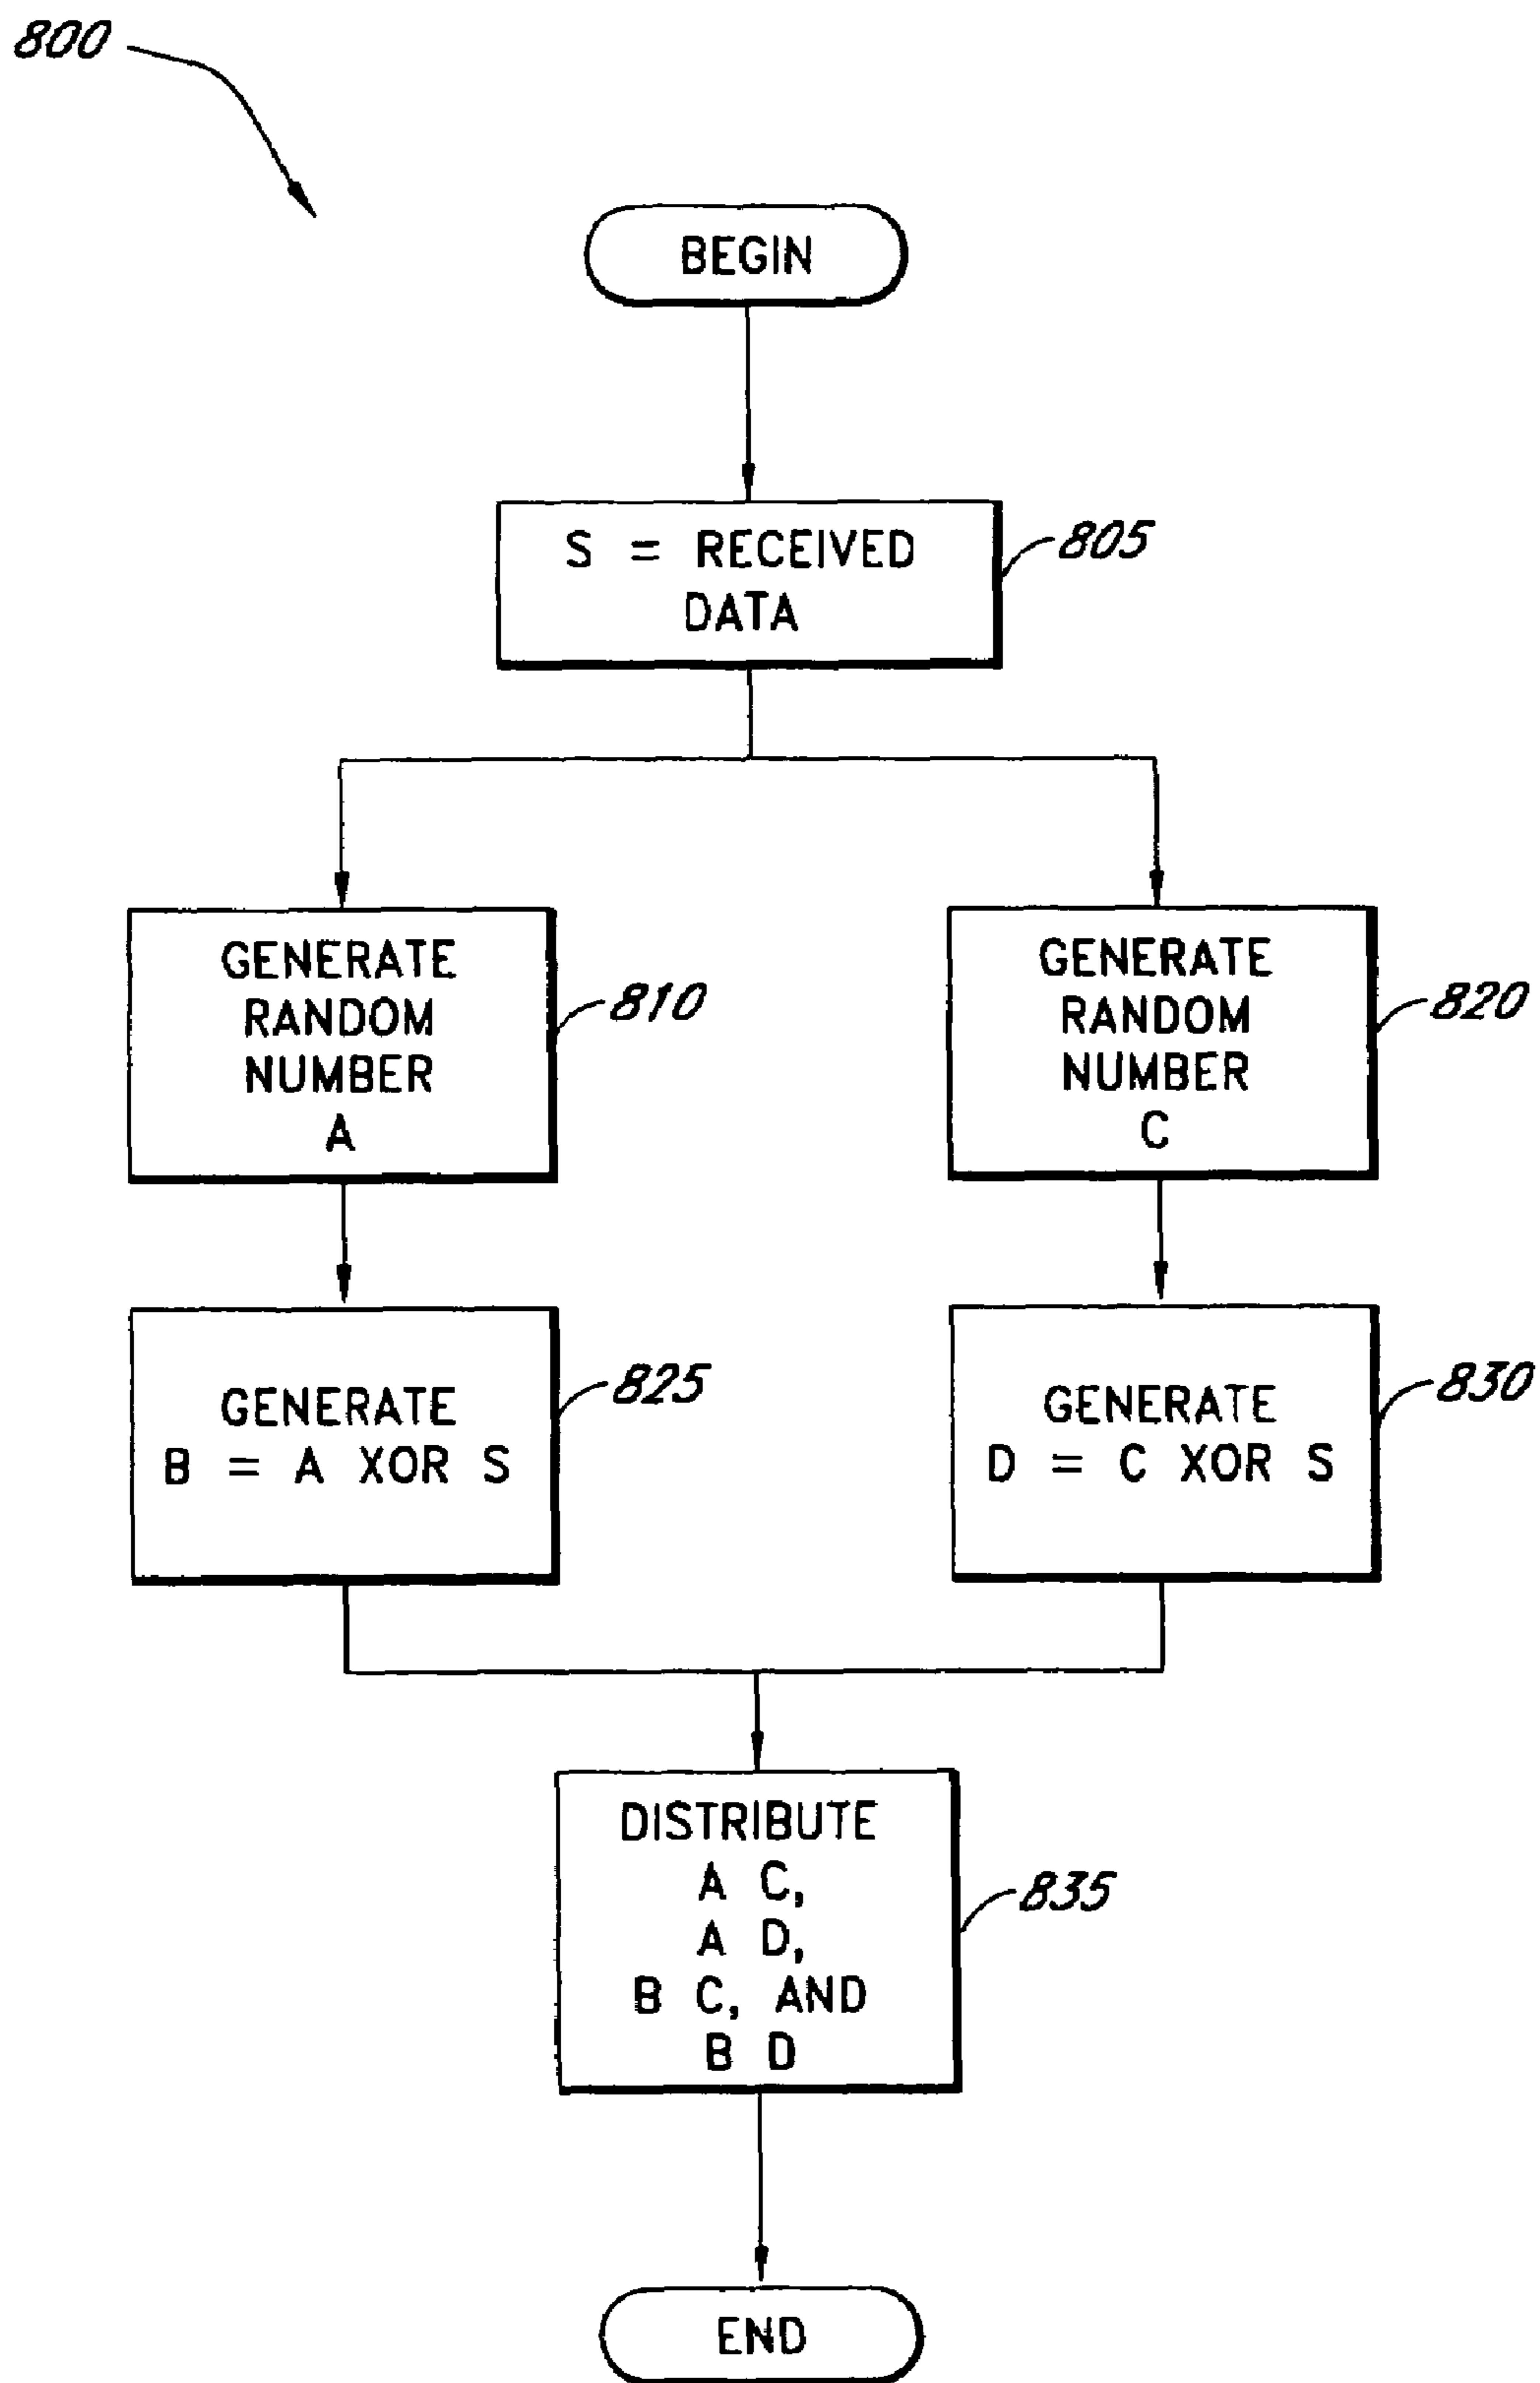 800
BEGIN
S = RECEIVED
DATA
805
GENERATE
RANDOM
NUMBER
A
810
GENERATE
RANDOM
NUMBER
C
820
GENERATE
B = A XOR S
825
GENERATE
D = C XOR S
830
DISTRIBUTE
A C,
A D,
B C, AND
B D
835
END